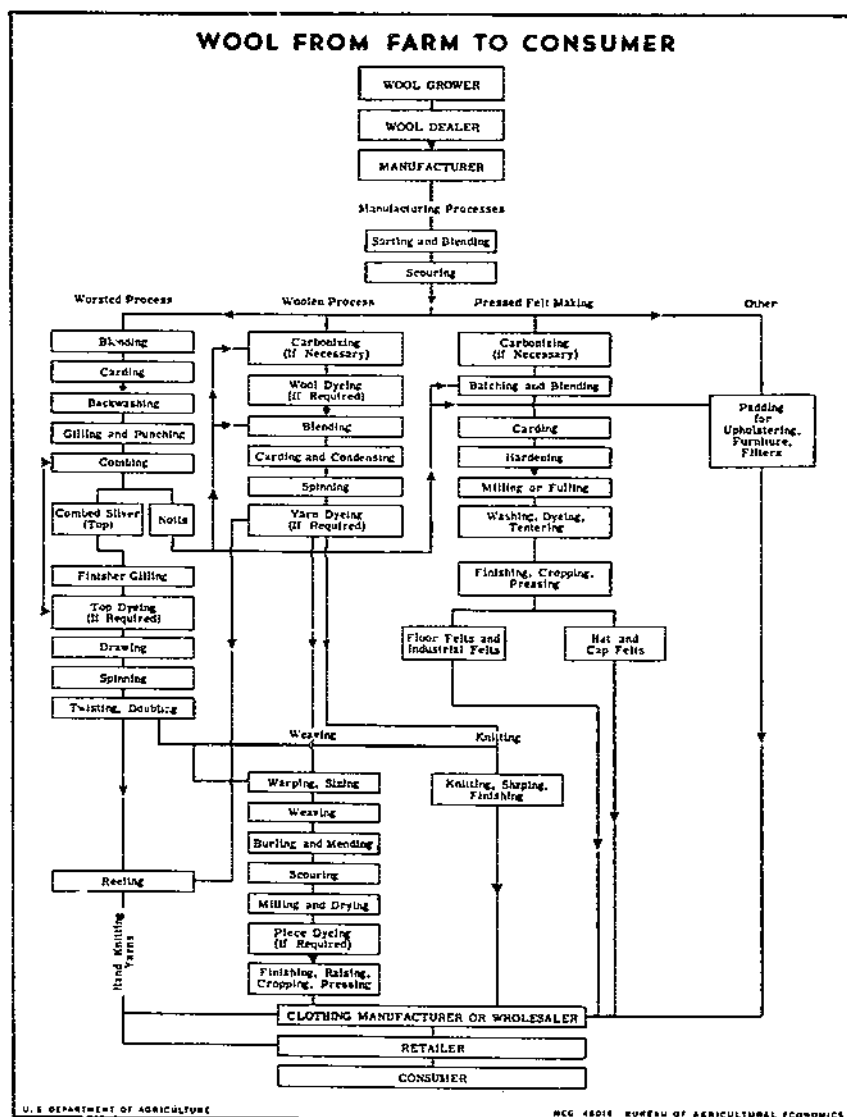 WOOL FROM FARM TO CONSUMER
WOOL GROWER
WOOL DEALER
MANUFACTURER
Manufacturing Processes
Sorting and Blending
Scouring
Worsted Process
Blending
Carding
Backwashing
Gilling and Punching
Combing
Combed Sliver
(Top)
Noils
Finisher Gilling
Top Dyeing
(If Required)
Drawing
Spinning
Twisting, Doubling
Reeling
Hand Knitting
Yarns
Woolen Process
Carbonizing
(If Necessary)
Wool Dyeing
(If Required)
Blending
Carding and Condensing
Spinning
Yarn Dyeing
(If Required)
Weaving
Warping, Sizing
Weaving
Burling and Mending
Scouring
Milling and Drying
Piece Dyeing
(If Required)
Finishing, Raising,
Cropping, Pressing
Knitting
Knitting, Shaping,
Finishing
Pressed Felt Making
Carbonizing
(If Necessary)
Batching and Blending
Carding
Hardening
Milling or Fulling
Washing, Dyeing,
Tentering
Finishing, Cropping,
Pressing
Floor Felts and
Industrial Felts
Hat and
Cap Felts
Other
Padding
for
Upholstering,
Furniture,
Filters
CLOTHING MANUFACTURER OR WHOLESALER
RETAILER
CONSUMER
U. S. DEPARTMENT OF AGRICULTURE
BUREAU OF AGRICULTURAL ECONOMICS